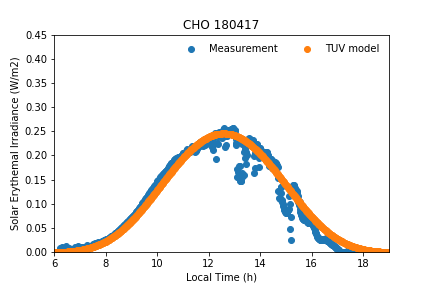 CHO 180417
Measurement TUV model
Solar Erythemal Irradiance (W/m2)
0.45
0.40
0.35
0.30
0.25
0.20
0.15
0.10
0.05
0.00
6 8 10 12 14 16 18
Local Time (h)